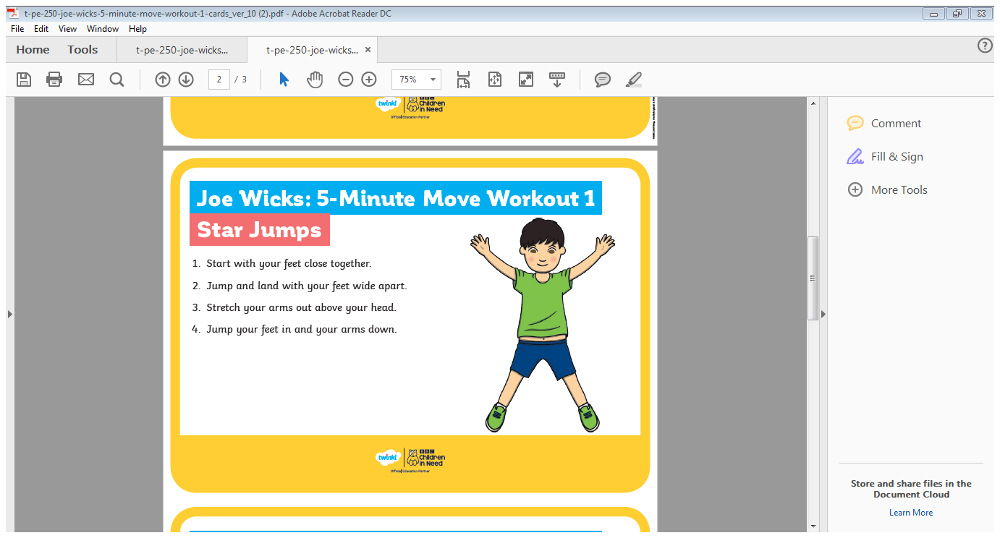 t-pe-250-joe-wicks-5-minute-move-workout-1-cards_ver_10 (2).pdf - Adobe Acrobat Reader DC
File Edit View Window Help
Home Tools t-pe-250-joe-wicks... t-pe-250-joe-wicks...
2 / 3 75%
twinkl BBC Children in Need
Official Education Partner
Comment
Fill & Sign
More Tools
Joe Wicks: 5-Minute Move Workout 1
Star Jumps
1. Start with your feet close together.
2. Jump and land with your feet wide apart.
3. Stretch your arms out above your head.
4. Jump your feet in and your arms down.
twinkl BBC Children in Need
Official Education Partner
Store and share files in the
Document Cloud
Learn More